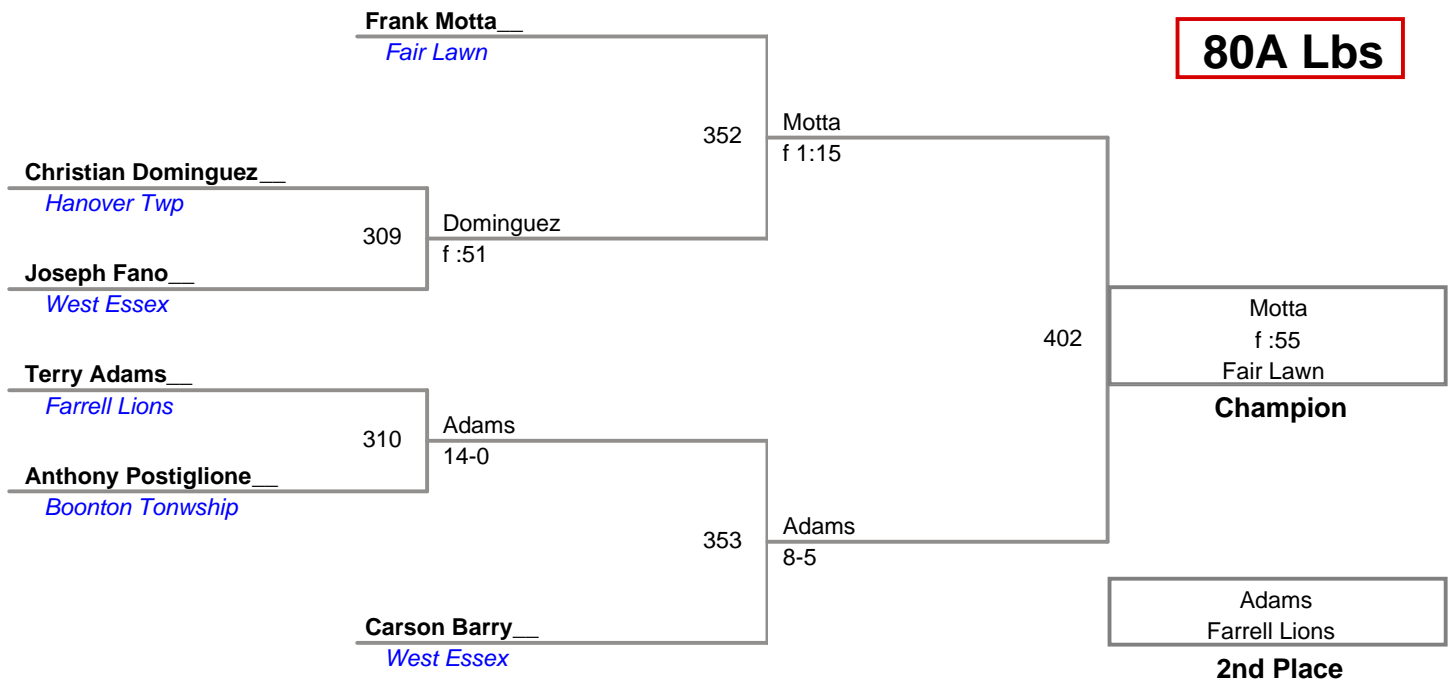 Frank Motta__
Fair Lawn
80A Lbs
352
Motta
f 1:15
Christian Dominguez__
Hanover Twp
309
Dominguez
f :51
Joseph Fano__
West Essex
402
Motta
f :55
Fair Lawn
Champion
Terry Adams__
Farrell Lions
310
Adams
14-0
Anthony Postiglione__
Boonton Tonwship
353
Adams
8-5
Carson Barry__
West Essex
Adams
Farrell Lions
2nd Place